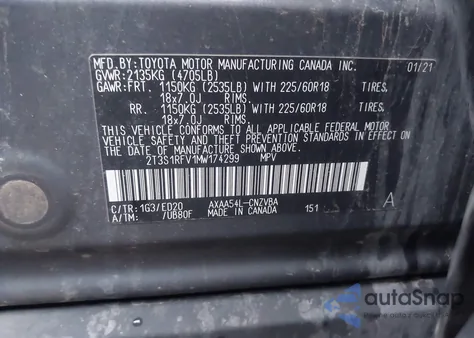 MFD.BY:TOYOTA MOTOR MANUFACTURING CANADA INC. 01/21
GVWR:2135KG (4705LB)
GAWR:FRT. 1150KG (2535LB) WITH 225/60R18 TIRES.
18x7.0J RIMS.
RR. 1150KG (2535LB) WITH 225/60R18 TIRES.
18x7.0J RIMS.
THIS VEHICLE CONFORMS TO ALL APPLICABLE FEDERAL MOTOR
VEHICLE SAFETY AND THEFT PREVENTION STANDARDS IN EFFECT
ON THE DATE OF MANUFACTURE SHOWN ABOVE.
2T3S1RFV1MW174299 MPV
C/TR:1G3/ED20 AXAA54L-CNZVBA
A/TM: /UB80F MADE IN CANADA 151 A
autoSnap